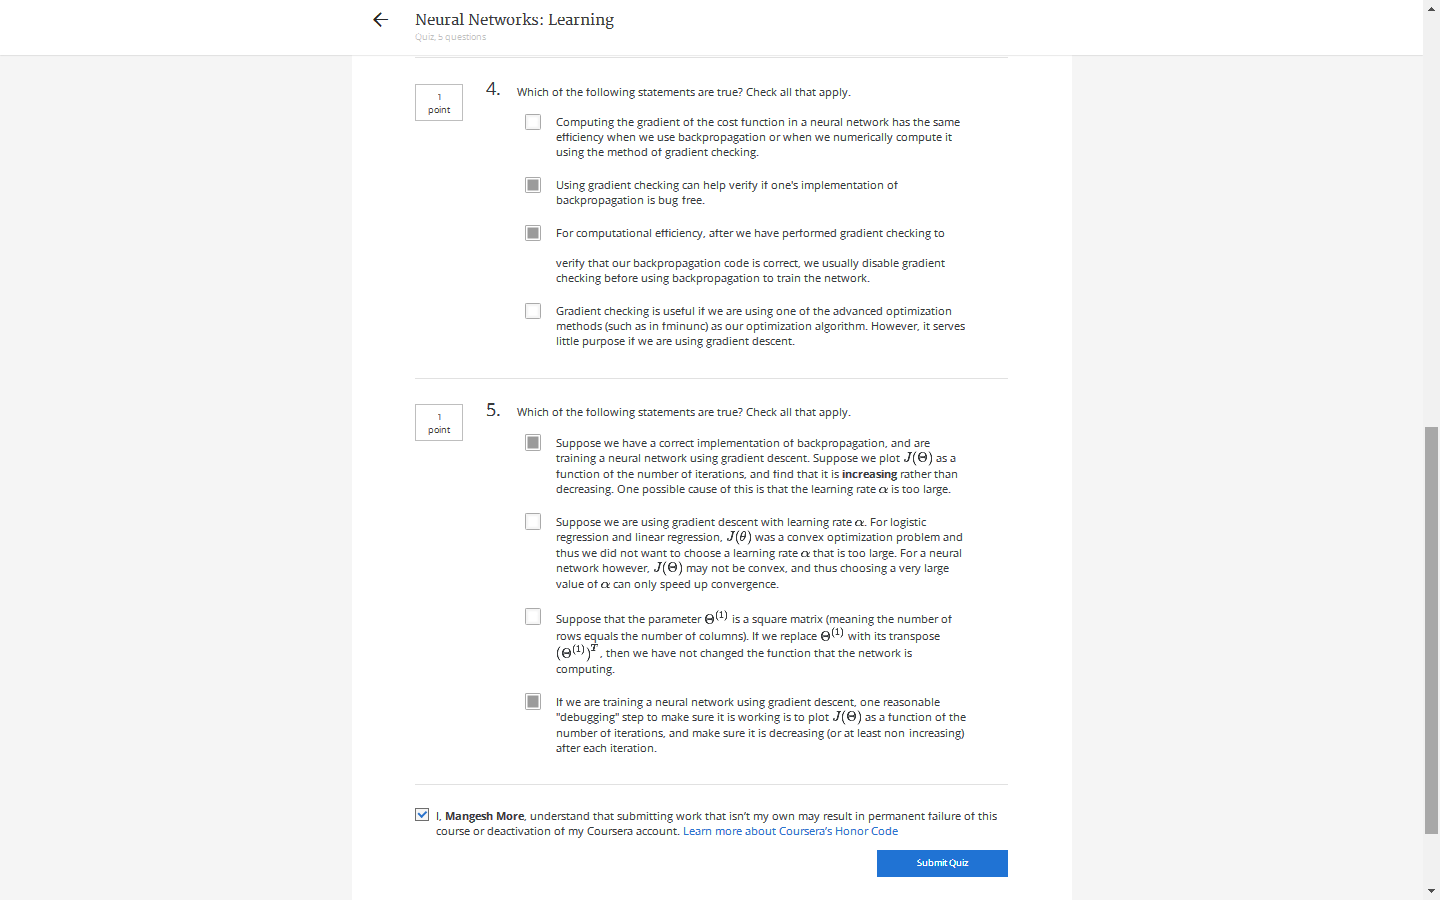 Neural Networks: Learning
Quiz, 5 questions
1
point
4.
Which of the following statements are true? Check all that apply.
Computing the gradient of the cost function in a neural network has the same
efficiency when we use backpropagation or when we numerically compute it
using the method of gradient checking.
Using gradient checking can help verify if one's implementation of
backpropagation is bug free.
For computational efficiency, after we have performed gradient checking to
verify that our backpropagation code is correct, we usually disable gradient
checking before using backpropagation to train the network.
Gradient checking is useful if we are using one of the advanced optimization
methods (such as in fminunc) as our optimization algorithm. However, it serves
little purpose if we are using gradient descent.
1
point
5.
Which of the following statements are true? Check all that apply.
Suppose we have a correct implementation of backpropagation, and are
training a neural network using gradient descent. Suppose we plot J(Θ) as a
function of the number of iterations, and find that it is increasing rather than
decreasing. One possible cause of this is that the learning rate α is too large.
Suppose we are using gradient descent with learning rate α. For logistic
regression and linear regression, J(θ) was a convex optimization problem and
thus we did not want to choose a learning rate α that is too large. For a neural
network however, J(Θ) may not be convex, and thus choosing a very large
value of α can only speed up convergence.
Suppose that the parameter Θ⁽¹⁾ is a square matrix (meaning the number of
rows equals the number of columns). If we replace Θ⁽¹⁾ with its transpose
(Θ⁽¹⁾)ᵀ, then we have not changed the function that the network is
computing.
If we are training a neural network using gradient descent, one reasonable
"debugging" step to make sure it is working is to plot J(Θ) as a function of the
number of iterations, and make sure it is decreasing (or at least non increasing)
after each iteration.
I, Mangesh More, understand that submitting work that isn't my own may result in permanent failure of this
course or deactivation of my Coursera account. Learn more about Coursera's Honor Code
Submit Quiz